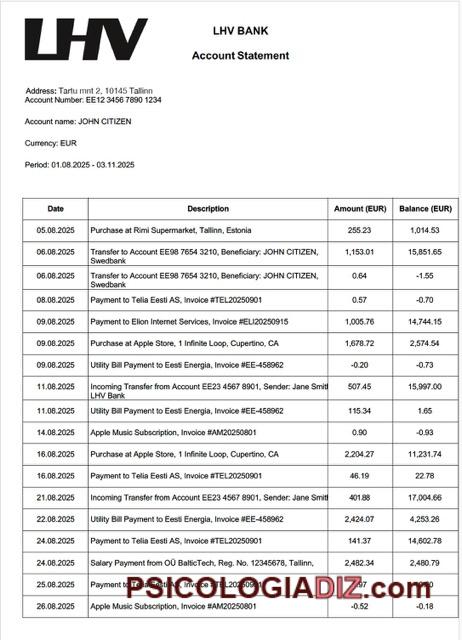 LHV
LHV BANK
Account Statement
Address: Tartu mnt 2, 10145 Tallinn
Account Number: EE12 3456 7890 1234
Account name: JOHN CITIZEN
Currency: EUR
Period: 01.08.2025 - 03.11.2025
Date Description Amount (EUR) Balance (EUR)
05.08.2025 Purchase at Rimi Supermarket, Tallinn, Estonia 255.23 1,014.53
06.08.2025 Transfer to Account EE98 7654 3210, Beneficiary: JOHN CITIZEN, 1,153.01 15,851.65
Swedbank
06.08.2025 Transfer to Account EE98 7654 3210, Beneficiary: JOHN CITIZEN, 0.64 -1.55
Swedbank
08.08.2025 Payment to Telia Eesti AS, Invoice #TEL20250901 0.57 -0.70
09.08.2025 Payment to Elion Internet Services, Invoice #ELI20250915 1,005.76 14,744.15
09.08.2025 Purchase at Apple Store, 1 Infinite Loop, Cupertino, CA 1,678.72 2,574.54
09.08.2025 Utility Bill Payment to Eesti Energia, Invoice #EE-458962 -0.20 -0.73
11.08.2025 Incoming Transfer from Account EE23 4567 8901, Sender: Jane Smit 507.45 15,997.00
LHV Bank
11.08.2025 Utility Bill Payment to Eesti Energia, Invoice #EE-458962 115.34 1.65
14.08.2025 Apple Music Subscription, Invoice #AM20250801 0.90 -0.93
16.08.2025 Purchase at Apple Store, 1 Infinite Loop, Cupertino, CA 2,204.27 11,231.74
16.08.2025 Payment to Telia Eesti AS, Invoice #TEL20250901 46.19 22.78
21.08.2025 Incoming Transfer from Account EE23 4567 8901, Sender: Jane Smit 401.88 17,004.66
22.08.2025 Utility Bill Payment to Eesti Energia, Invoice #EE-458962 2,424.07 4,253.26
24.08.2025 Payment to Telia Eesti AS, Invoice #TEL20250901 141.37 14,602.78
24.08.2025 Salary Payment from OÜ BalticTech, Reg. No. 12345678, Tallinn, 2,482.34 2,480.79
25.08.2025 Payment to Telia Eesti AS, Invoice #TEL20250901
PSICOLOGIADIZ.com
26.08.2025 Apple Music Subscription, Invoice #AM20250801 -0.52 -0.18